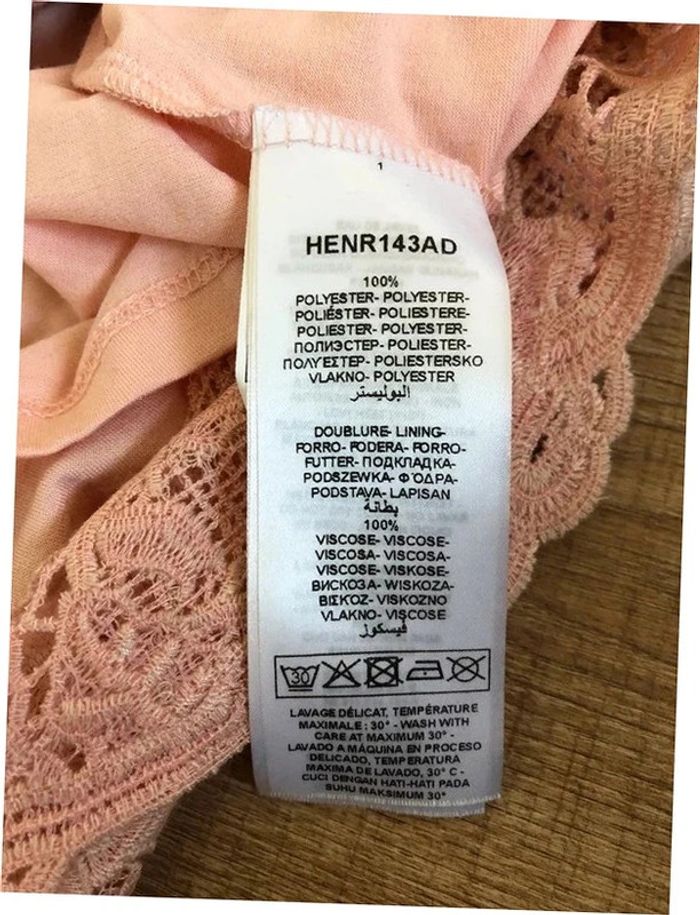 1
HENR143AD
100%
POLYESTER- POLYESTER-
POLIÉSTER- POLIESTERE-
POLIESTER- POLYESTER-
ПОЛИЭСТЕР- POLIESTER-
ΠΟΛΥΕΣΤΕΡ- POLIESTERSKO
VLAKNO- POLYESTER
البوليستر
DOUBLURE- LINING-
FORRO- FODERA- FORRO-
FUTTER- ПОДКЛАДКА-
PODSZEWKA- ΦΌΔΡΑ-
PODSTAVA- LAPISAN
بطانة
100%
VISCOSE- VISCOSE-
VISCOSA- VISCOSA-
VISCOSE- VISKOSE-
ВИСКОЗА- WISKOZA-
ΒΙΣΚΟΖ- VISKOZNO
VLAKNO- VISCOSE
فيسكوز
30
LAVAGE DÉLICAT, TEMPÉRATURE
MAXIMALE : 30° - WASH WITH
CARE AT MAXIMUM 30° -
LAVADO A MÁQUINA EN PROCESO
DELICADO, TEMPERATURA
MAXIMA DE LAVADO, 30° C -
CUCI DENGAN HATI-HATI PADA
SUHU MAKSIMUM 30°